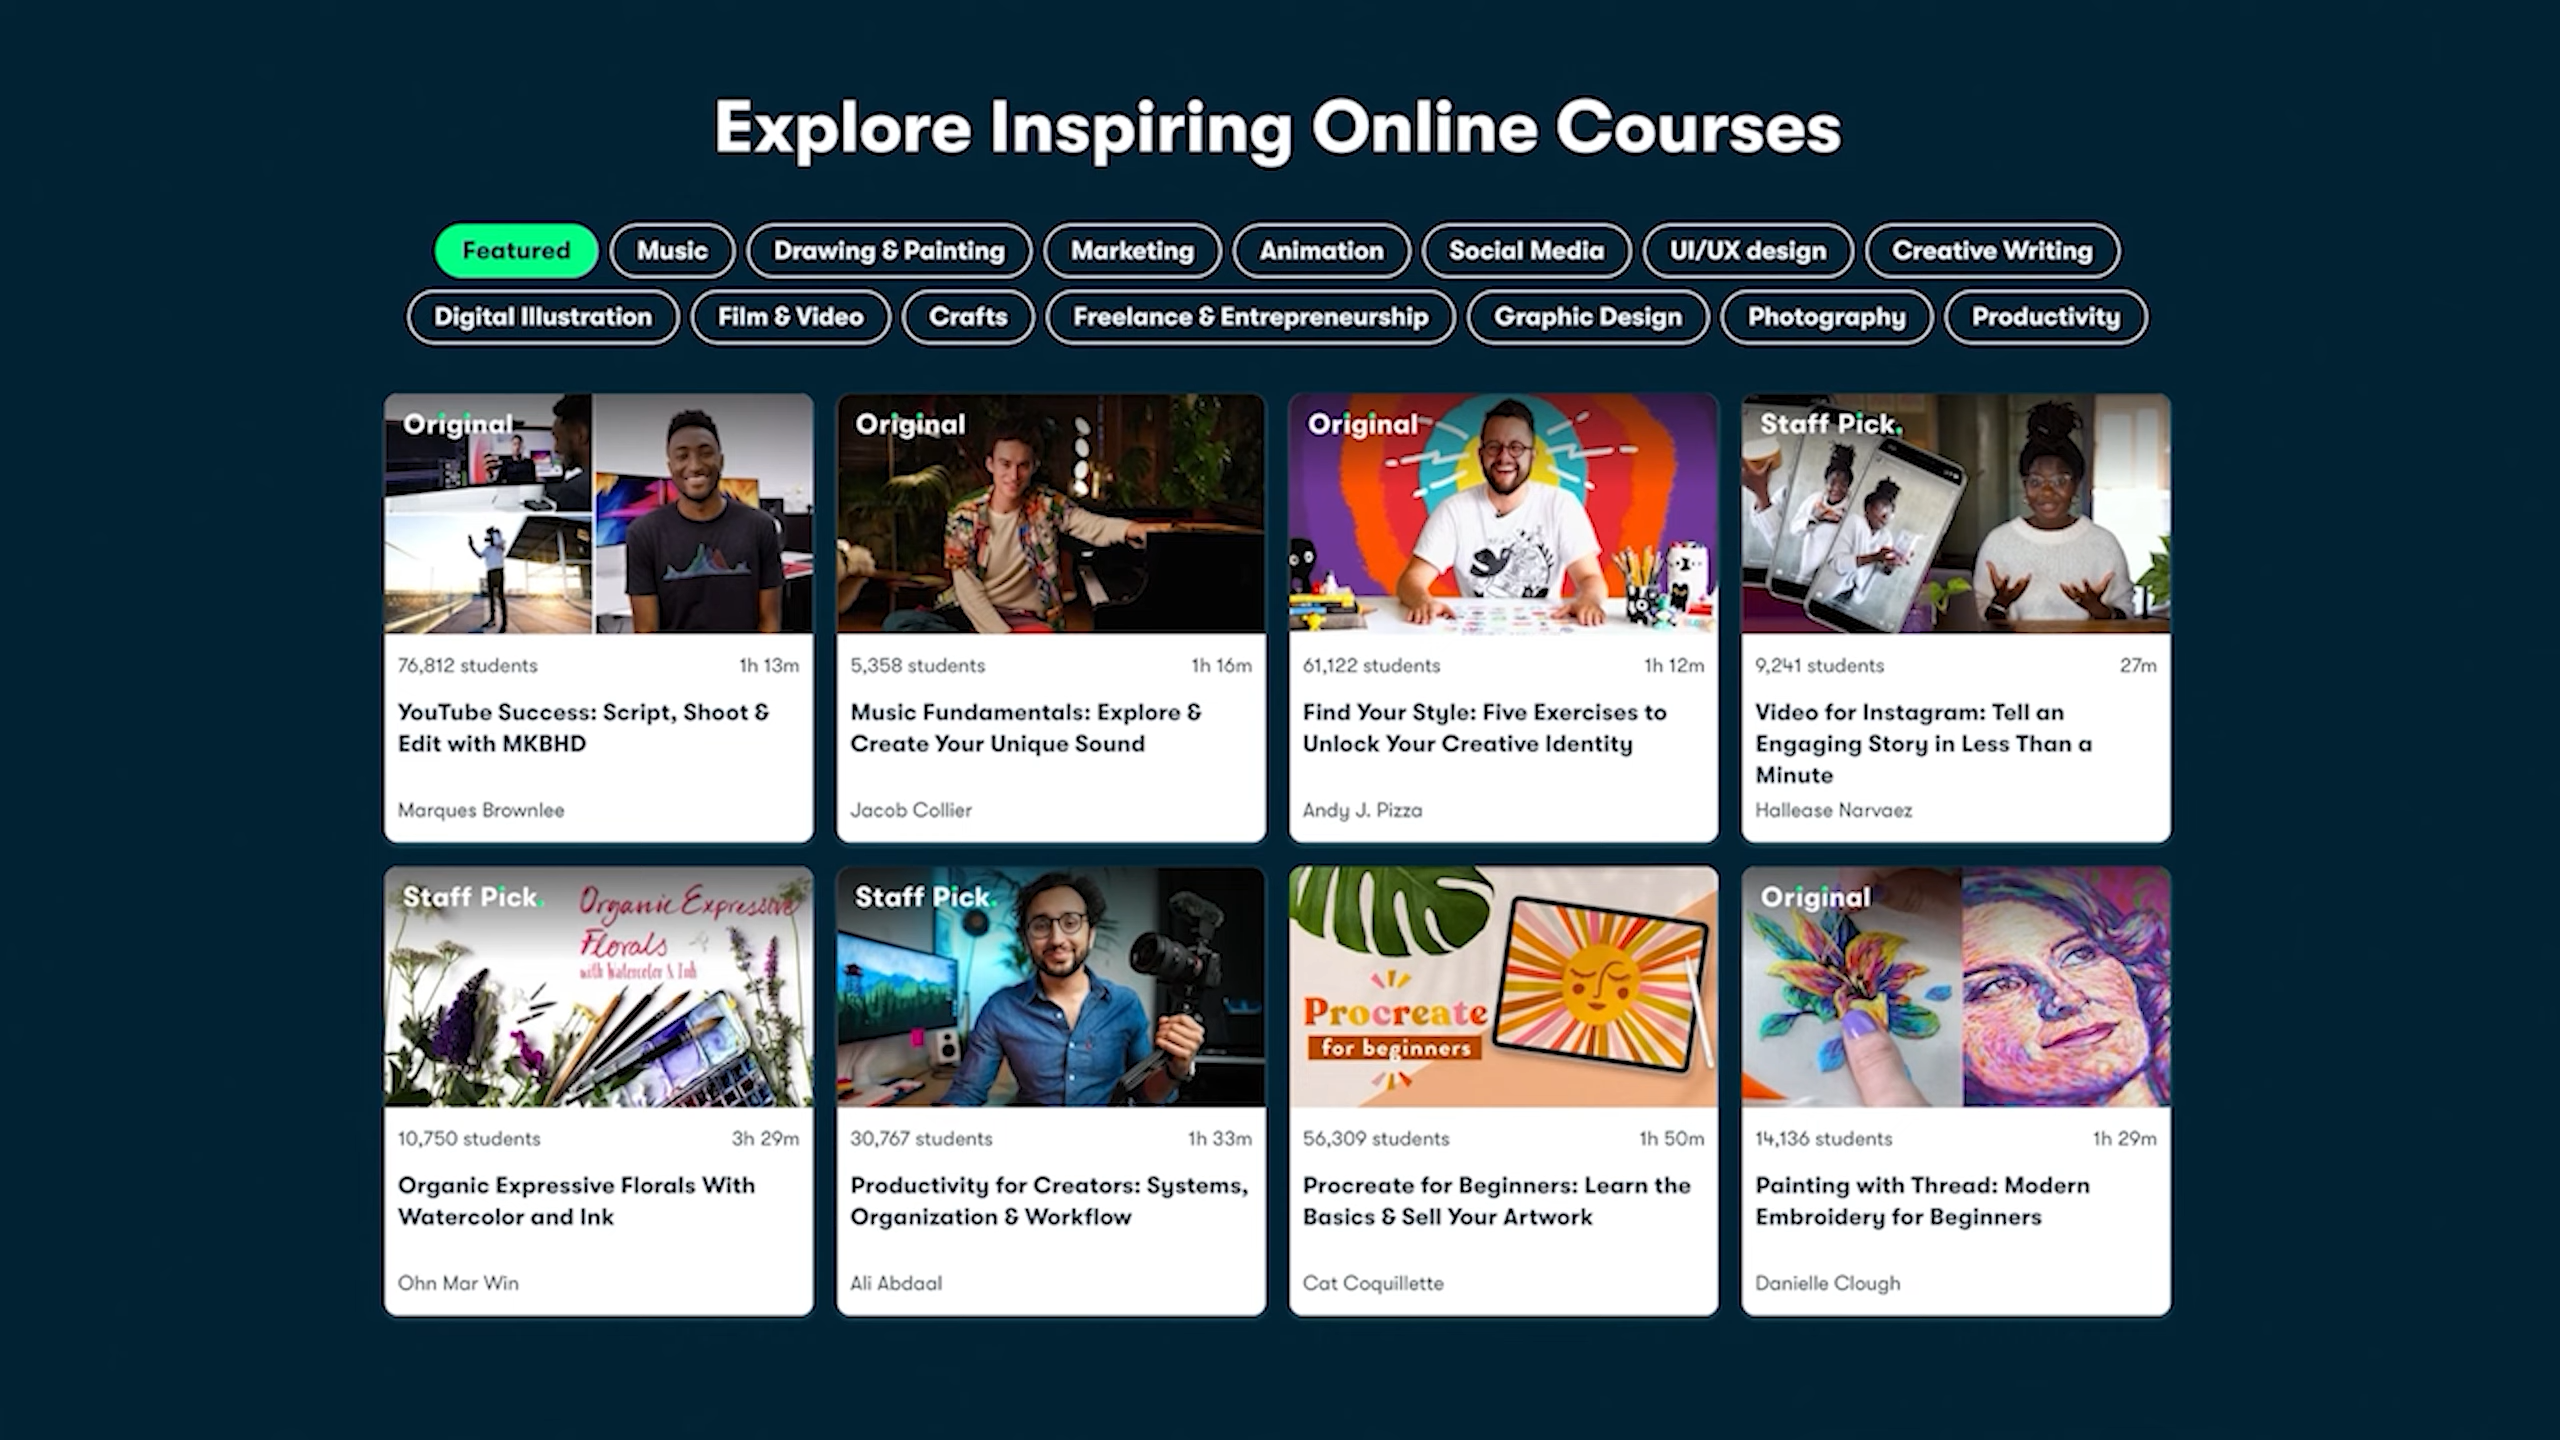 Explore Inspiring Online Courses
Featured Music Drawing & Painting Marketing Animation Social Media UI/UX design Creative Writing
Digital Illustration Film & Video Crafts Freelance & Entrepreneurship Graphic Design Photography Productivity
Original
76,812 students 1h 13m
YouTube Success: Script, Shoot &
Edit with MKBHD
Marques Brownlee
Original
5,358 students 1h 16m
Music Fundamentals: Explore &
Create Your Unique Sound
Jacob Collier
Original
61,122 students 1h 12m
Find Your Style: Five Exercises to
Unlock Your Creative Identity
Andy J. Pizza
Staff Pick.
9,241 students 27m
Video for Instagram: Tell an
Engaging Story in Less Than a
Minute
Hallease Narvaez
Staff Pick.
Organic Expressive
Florals
with Watercolor & Ink
10,750 students 3h 29m
Organic Expressive Florals With
Watercolor and Ink
Ohn Mar Win
Staff Pick.
30,767 students 1h 33m
Productivity for Creators: Systems,
Organization & Workflow
Ali Abdaal
Procreate
for beginners
56,309 students 1h 50m
Procreate for Beginners: Learn the
Basics & Sell Your Artwork
Cat Coquillette
Original
14,136 students 1h 29m
Painting with Thread: Modern
Embroidery for Beginners
Danielle Clough